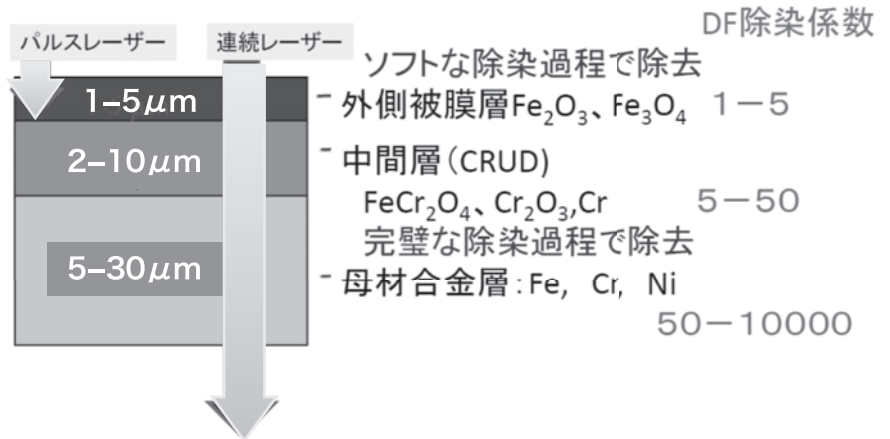 DF除染係数
パルスレーザー
連続レーザー
ソフトな除染過程で除去
1–5μm
外側被膜層Fe₂O₃、Fe₃O₄ 1－5
2–10μm
中間層（CRUD)
FeCr₂O₄、Cr₂O₃,Cr 5－50
完璧な除染過程で除去
5–30μm
母材合金層：Fe, Cr, Ni
50－10000